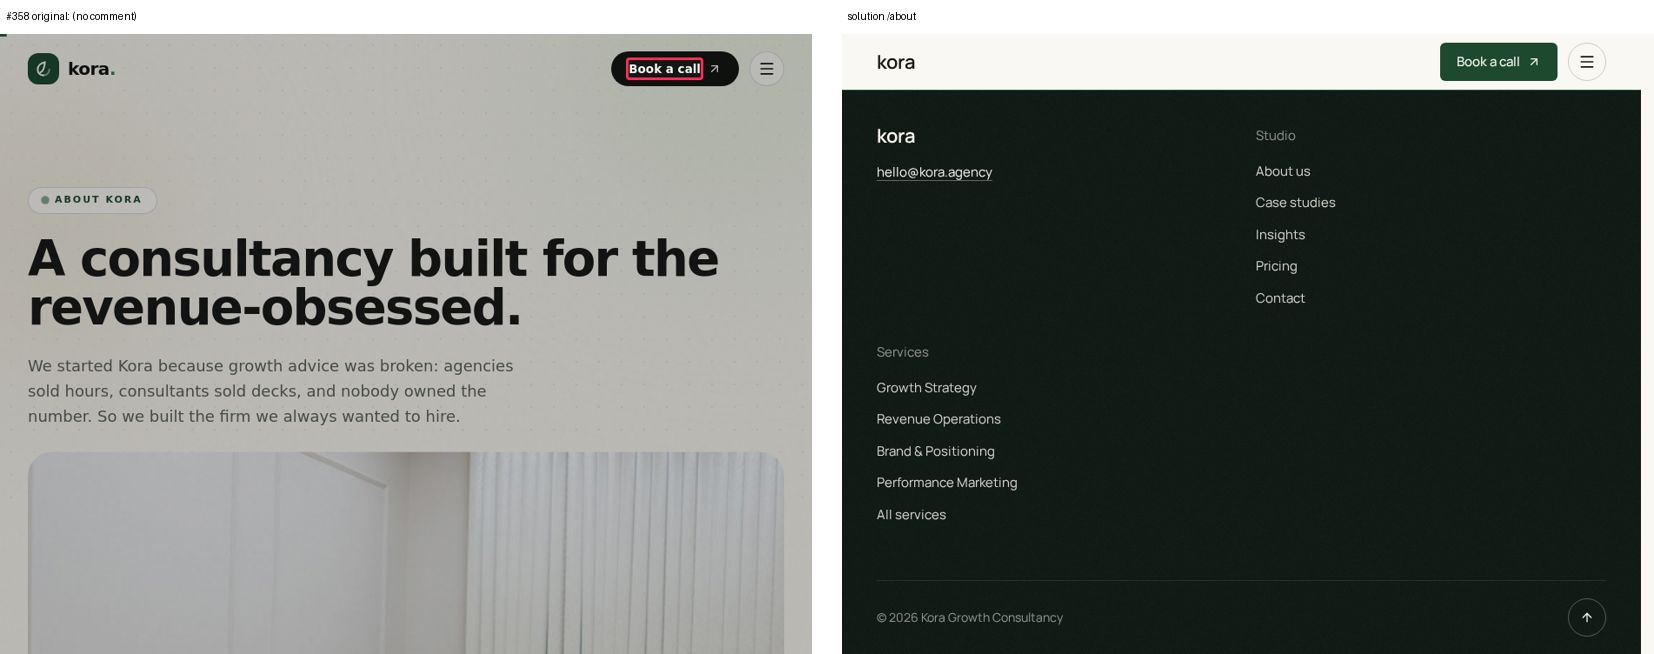 #358 original: (no comment)
kora.
Book a call
ABOUT KORA
A consultancy built for the
revenue-obsessed.
We started Kora because growth advice was broken: agencies
sold hours, consultants sold decks, and nobody owned the
number. So we built the firm we always wanted to hire.
solution /about
kora
Book a call
kora
hello@kora.agency
Studio
About us
Case studies
Insights
Pricing
Contact
Services
Growth Strategy
Revenue Operations
Brand & Positioning
Performance Marketing
All services
© 2026 Kora Growth Consultancy